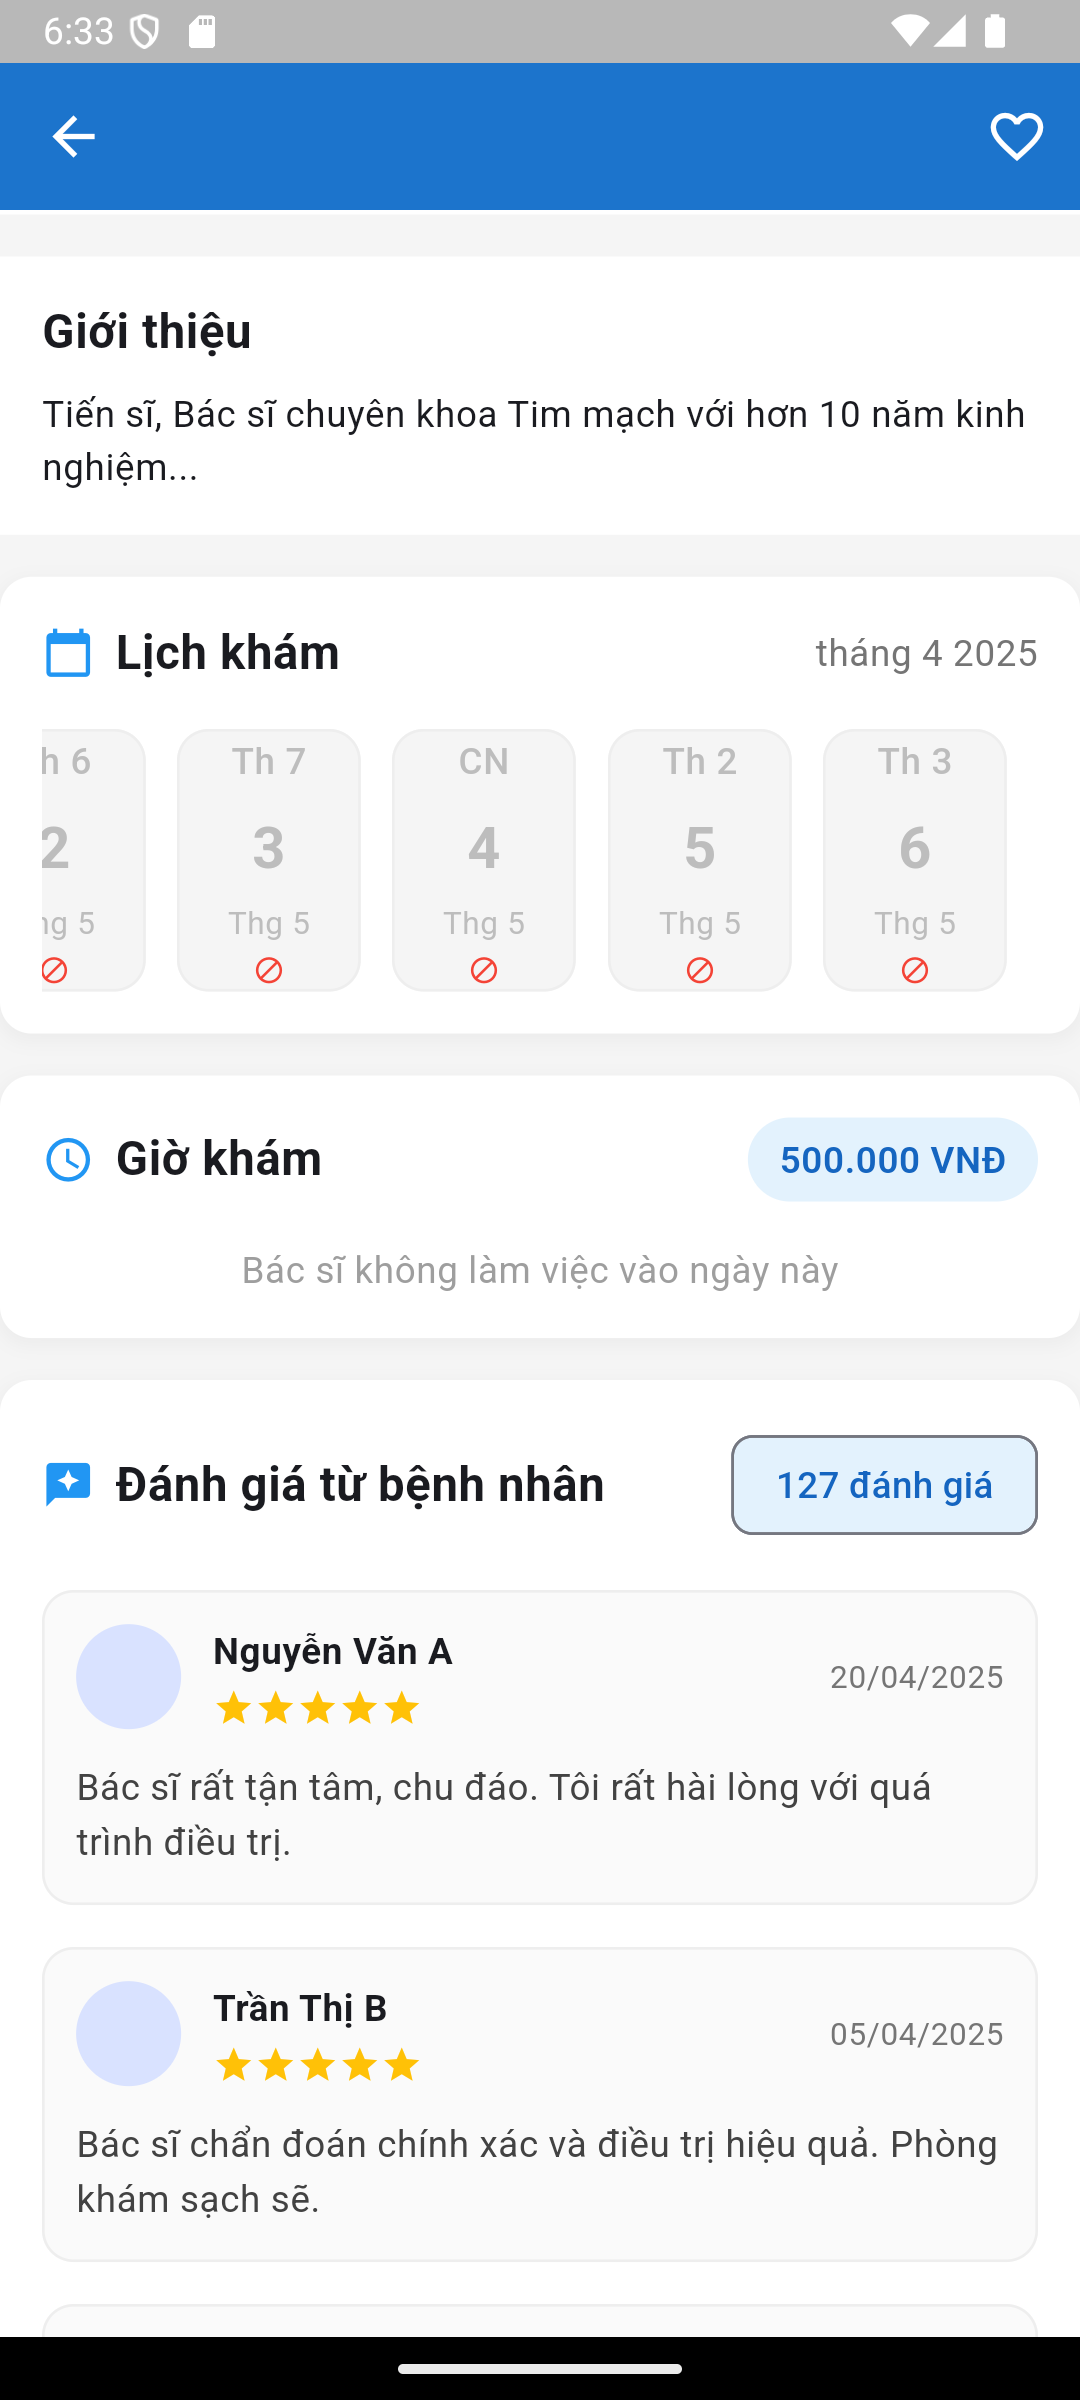 6:33
Giới thiệu
Tiến sĩ, Bác sĩ chuyên khoa Tim mạch với hơn 10 năm kinh
nghiệm...
Lịch khám
tháng 4 2025
h 6
Th 7
CN
Th 2
Th 3
2
3
4
5
6
ng 5
Thg 5
Thg 5
Thg 5
Thg 5
Giờ khám
500.000 VNĐ
Bác sĩ không làm việc vào ngày này
Đánh giá từ bệnh nhân
127 đánh giá
Nguyễn Văn A
20/04/2025
Bác sĩ rất tận tâm, chu đáo. Tôi rất hài lòng với quá
trình điều trị.
Trần Thị B
05/04/2025
Bác sĩ chẩn đoán chính xác và điều trị hiệu quả. Phòng
khám sạch sẽ.